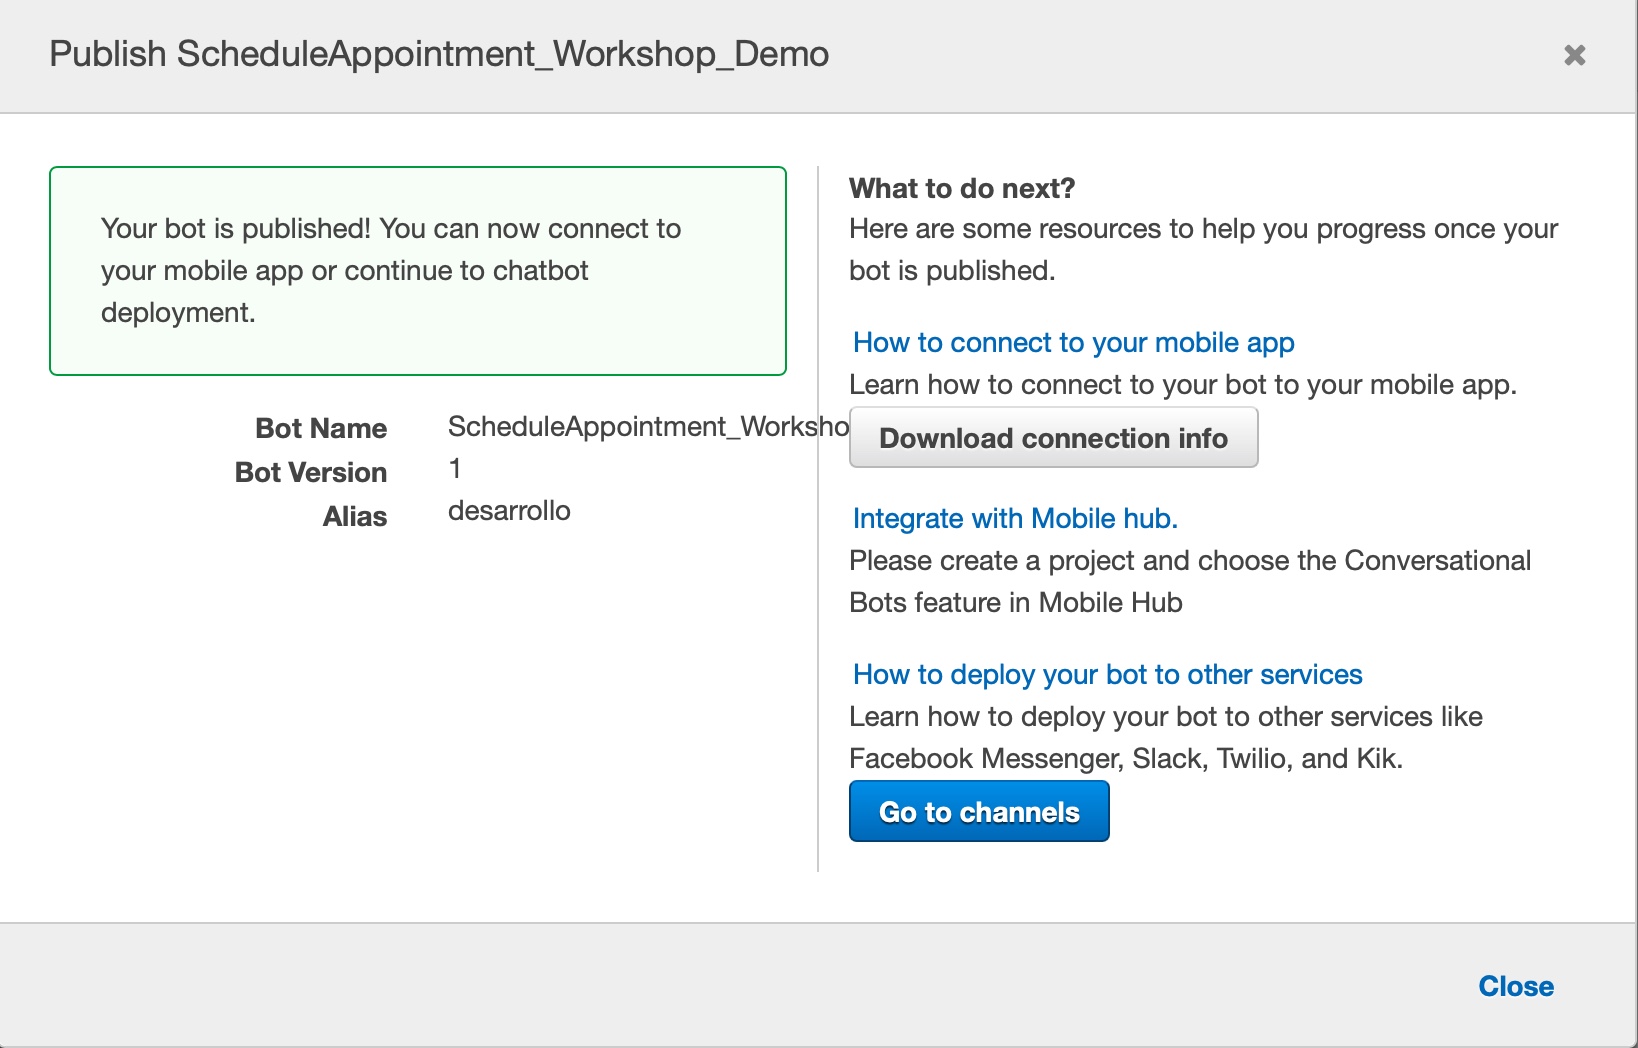 Publish ScheduleAppointment_Workshop_Demo
Your bot is published! You can now connect to
your mobile app or continue to chatbot
deployment.
Bot Name ScheduleAppointment_Worksho
Bot Version 1
Alias desarrollo
What to do next?
Here are some resources to help you progress once your
bot is published.
How to connect to your mobile app
Learn how to connect to your bot to your mobile app.
Download connection info
Integrate with Mobile hub.
Please create a project and choose the Conversational
Bots feature in Mobile Hub
How to deploy your bot to other services
Learn how to deploy your bot to other services like
Facebook Messenger, Slack, Twilio, and Kik.
Go to channels
Close